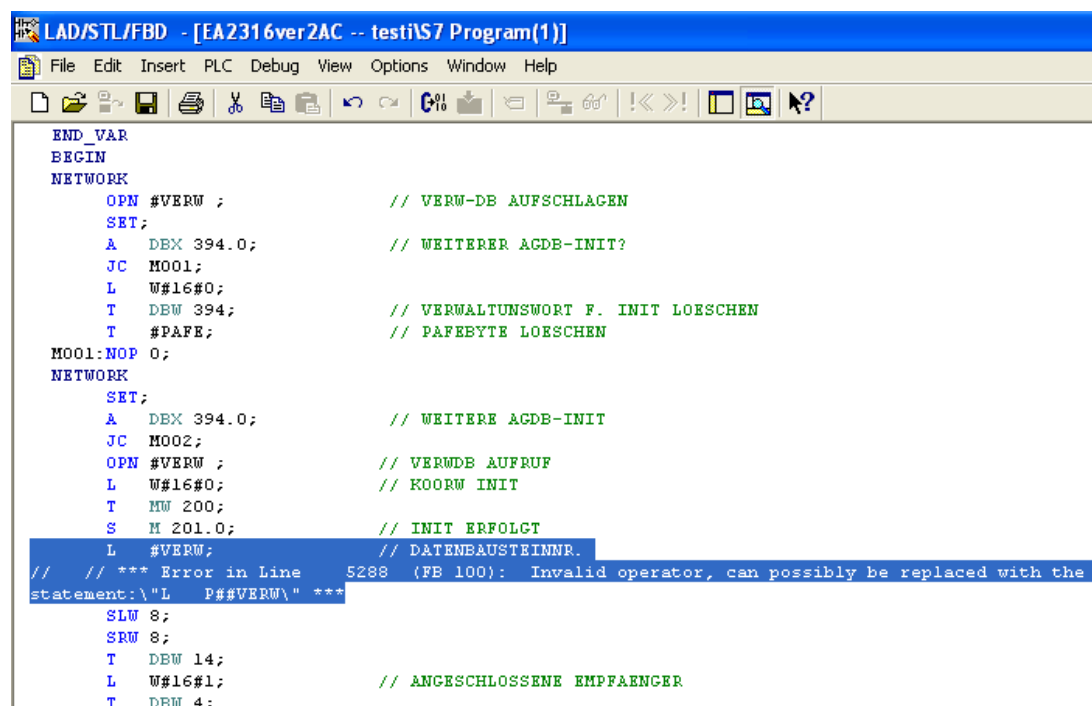 LAD/STL/FBD - [EA2316ver2AC -- testi\S7 Program(1)]
File Edit Insert PLC Debug View Options Window Help
END_VAR
BEGIN
NETWORK
OPN #VERW ; // VERW-DB AUFSCHLAGEN
SET;
A DBX 394.0; // WEITERER AGDB-INIT?
JC M001;
L W#16#0;
T DBW 394; // VERWALTUNSWORT F. INIT LOESCHEN
T #PAFE; // PAFEBYTE LOESCHEN
M001:NOP 0;
NETWORK
SET;
A DBX 394.0; // WEITERE AGDB-INIT
JC M002;
OPN #VERW ; // VERWDB AUFRUF
L W#16#0; // KOORW INIT
T MW 200;
S M 201.0; // INIT ERFOLGT
L #VERW; // DATENBAUSTEINNR.
// // *** Error in Line 5288 (FB 100): Invalid operator, can possibly be replaced with the
statement:\"L P##VERW\" ***
SLW 8;
SRW 8;
T DBW 14;
L W#16#1; // ANGESCHLOSSENE EMPFAENGER
T DBW 4;